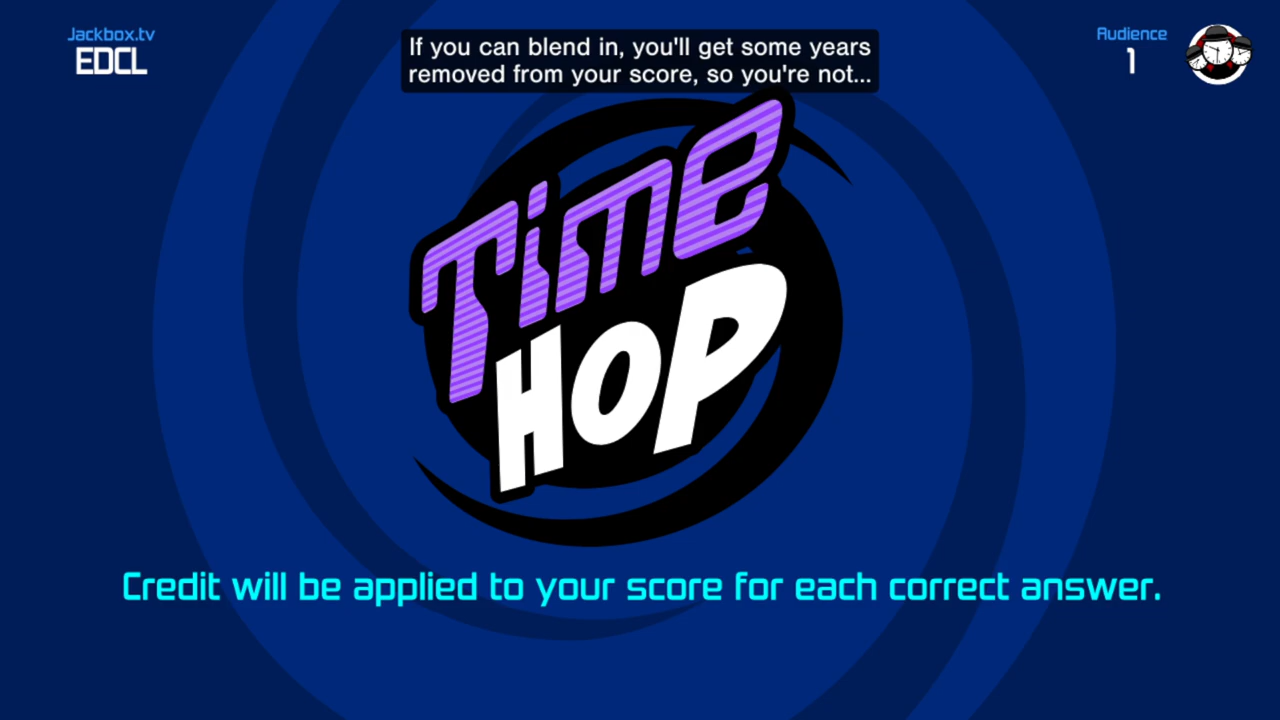 Jackbox.tv
EDCL
If you can blend in, you'll get some years
removed from your score, so you're not...
Audience
1
Time
HOP
Credit will be applied to your score for each correct answer.